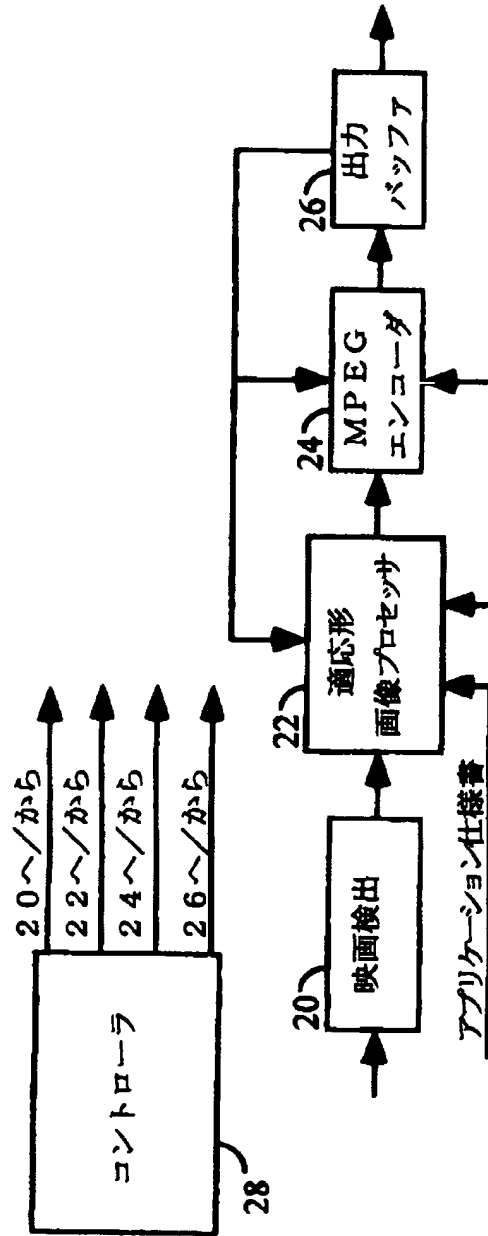 コントローラ
28
20へ/から
22へ/から
24へ/から
26へ/から
20
映画検出
22
適応形
画像プロセッサ
24
MPEG
エンコーダ
26
出力
バッファ
アプリケーション仕様書